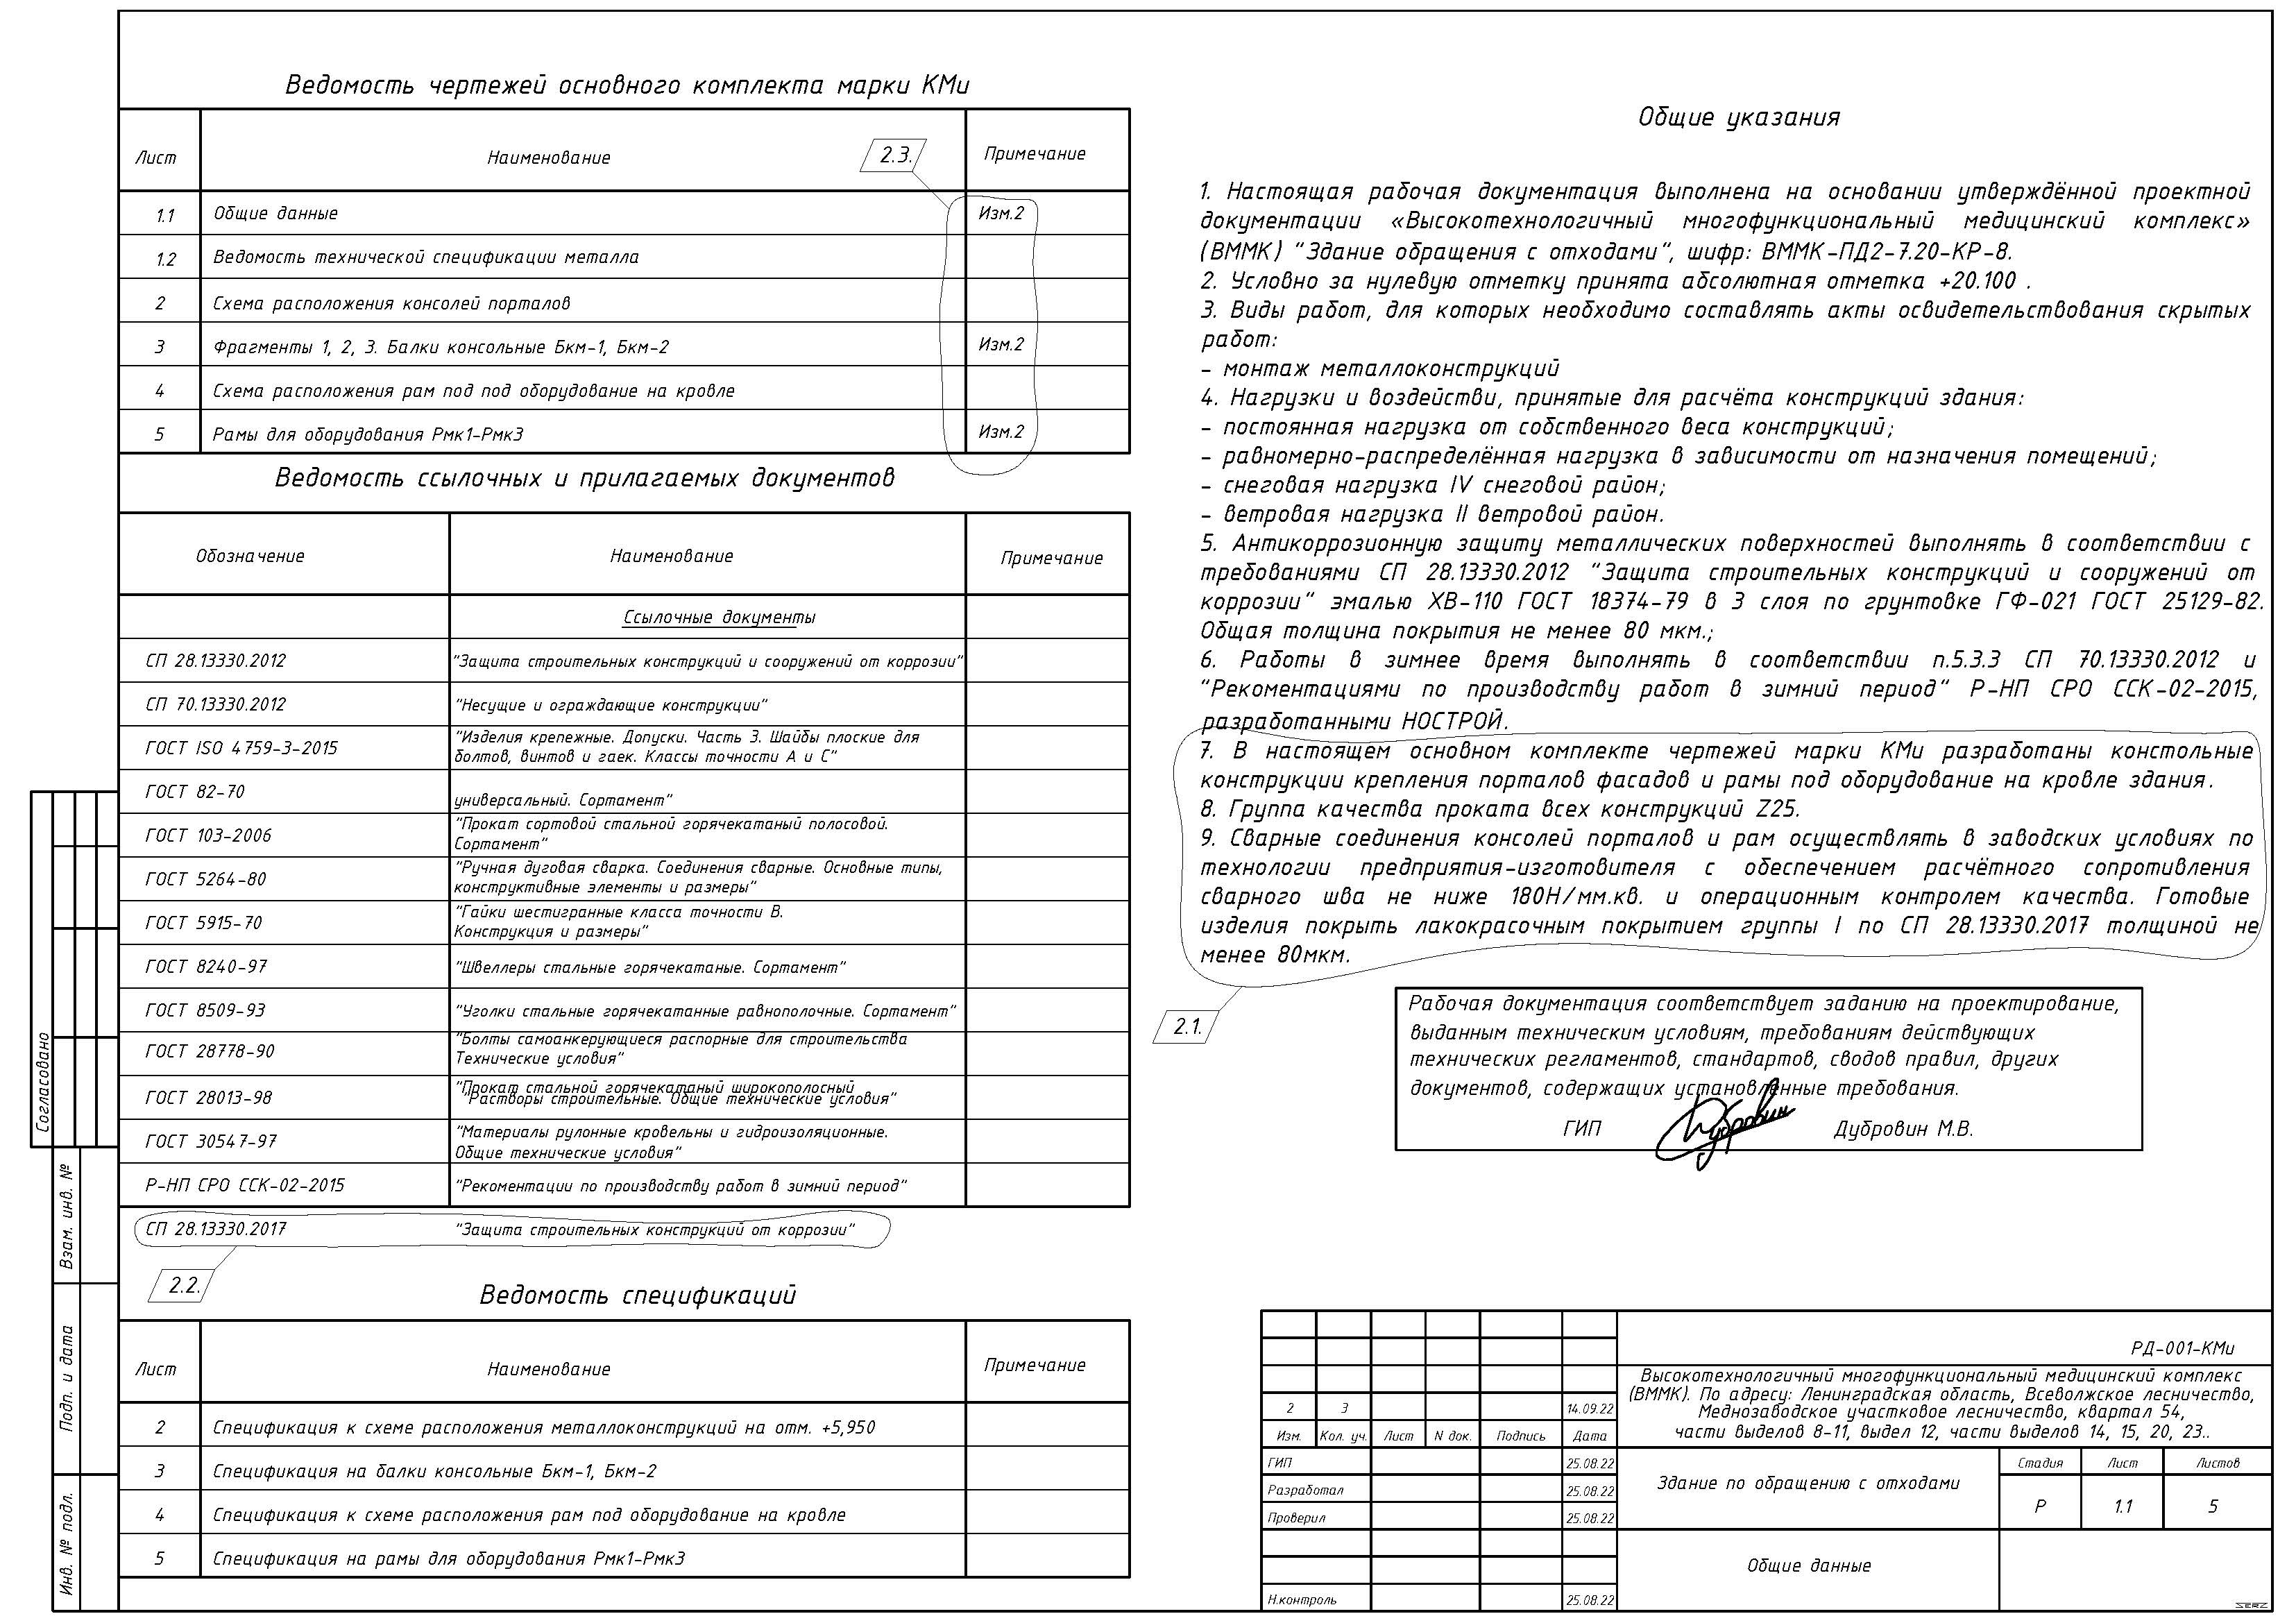 Ведомость чертежей основного комплекта марки КМи
Лист Наименование Примечание
2.3.
1.1 Общие данные Изм.2
1.2 Ведомость технической спецификации металла
2 Схема расположения консолей порталов
3 Фрагменты 1, 2, 3. Балки консольные Бкм-1, Бкм-2 Изм.2
4 Схема расположения рам под под оборудование на кровле
5 Рамы для оборудования Рмк1-Рмк3 Изм.2
Ведомость ссылочных и прилагаемых документов
Обозначение Наименование Примечание
Ссылочные документы
СП 28.13330.2012 "Защита строительных конструкций и сооружений от коррозии"
СП 70.13330.2012 "Несущие и ограждающие конструкции"
ГОСТ ISO 4759-3-2015 "Изделия крепежные. Допуски. Часть 3. Шайбы плоские для
болтов, винтов и гаек. Классы точности А и С"
ГОСТ 82-70
универсальный. Сортамент"
ГОСТ 103-2006 "Прокат сортовой стальной горячекатаный полосовой.
Сортамент"
ГОСТ 5264-80 "Ручная дуговая сварка. Соединения сварные. Основные типы,
конструктивные элементы и размеры"
ГОСТ 5915-70 "Гайки шестигранные класса точности В.
Конструкция и размеры"
ГОСТ 8240-97 "Швеллеры стальные горячекатаные. Сортамент"
ГОСТ 8509-93 "Уголки стальные горячекатанные равнополочные. Сортамент"
ГОСТ 28778-90 "Болты самоанкерующиеся распорные для строительства
Технические условия"
"Прокат стальной горячекатаный широкополосный
ГОСТ 28013-98 "Растворы строительные. Общие технические условия"
ГОСТ 30547-97 "Материалы рулонные кровельны и гидроизоляционные.
Общие технические условия"
Р-НП СРО ССК-02-2015 "Рекоментации по производству работ в зимний период"
СП 28.13330.2017 "Защита строительных конструкций от коррозии"
2.2.
Ведомость спецификаций
Лист Наименование Примечание
2 Спецификация к схеме расположения металлоконструкций на отм. +5,950
3 Спецификация на балки консольные Бкм-1, Бкм-2
4 Спецификация к схеме расположения рам под оборудование на кровле
5 Спецификация на рамы для оборудования Рмк1-Рмк3
Общие указания
1. Настоящая рабочая документация выполнена на основании утверждённой проектной
документации «Высокотехнологичный многофункциональный медицинский комплекс»
(ВММК) "Здание обращения с отходами", шифр: ВММК-ПД2-7.20-КР-8.
2. Условно за нулевую отметку принята абсолютная отметка +20.100 .
3. Виды работ, для которых необходимо составлять акты освидетельствования скрытых
работ:
- монтаж металлоконструкций
4. Нагрузки и воздействи, принятые для расчёта конструкций здания:
- постоянная нагрузка от собственного веса конструкций;
- равномерно-распределённая нагрузка в зависимости от назначения помещений;
- снеговая нагрузка IV снеговой район;
- ветровая нагрузка II ветровой район.
5. Антикоррозионную защиту металлических поверхностей выполнять в соответствии с
требованиями СП 28.13330.2012 "Защита строительных конструкций и сооружений от
коррозии" эмалью ХВ-110 ГОСТ 18374-79 в 3 слоя по грунтовке ГФ-021 ГОСТ 25129-82.
Общая толщина покрытия не менее 80 мкм.;
6. Работы в зимнее время выполнять в соответствии п.5.3.3 СП 70.13330.2012 и
"Рекоментациями по производству работ в зимний период" Р-НП СРО ССК-02-2015,
разработанными НОСТРОЙ.
7. В настоящем основном комплекте чертежей марки КМи разработаны констольные
конструкции крепления порталов фасадов и рамы под оборудование на кровле здания.
8. Группа качества проката всех конструкций Z25.
9. Сварные соединения консолей порталов и рам осуществлять в заводских условиях по
технологии предприятия-изготовителя с обеспечением расчётного сопротивления
сварного шва не ниже 180Н/мм.кв. и операционным контролем качества. Готовые
изделия покрыть лакокрасочным покрытием группы I по СП 28.13330.2017 толщиной не
менее 80мкм.
2.1.
Рабочая документация соответствует заданию на проектирование,
выданным техническим условиям, требованиям действующих
технических регламентов, стандартов, сводов правил, других
документов, содержащих установленные требования.
ГИП Дубровин Дубровин М.В.
РД-001-КМи
Высокотехнологичный многофункциональный медицинский комплекс
(ВММК). По адресу: Ленинградская область, Всеволжское лесничество,
Меднозаводское участковое лесничество, квартал 54,
части выделов 8-11, выдел 12, части выделов 14, 15, 20, 23..
2 3 14.09.22
Изм. Кол. уч. Лист N док. Подпись Дата
ГИП 25.08.22
Разработал 25.08.22
Проверил 25.08.22
Н.контроль 25.08.22
Здание по обращению с отходами
Стадия Лист Листов
Р 1.1 5
Общие данные
SERZ
Согласовано
Взам. инв. №
Подп. и дата
Инв. № подл.